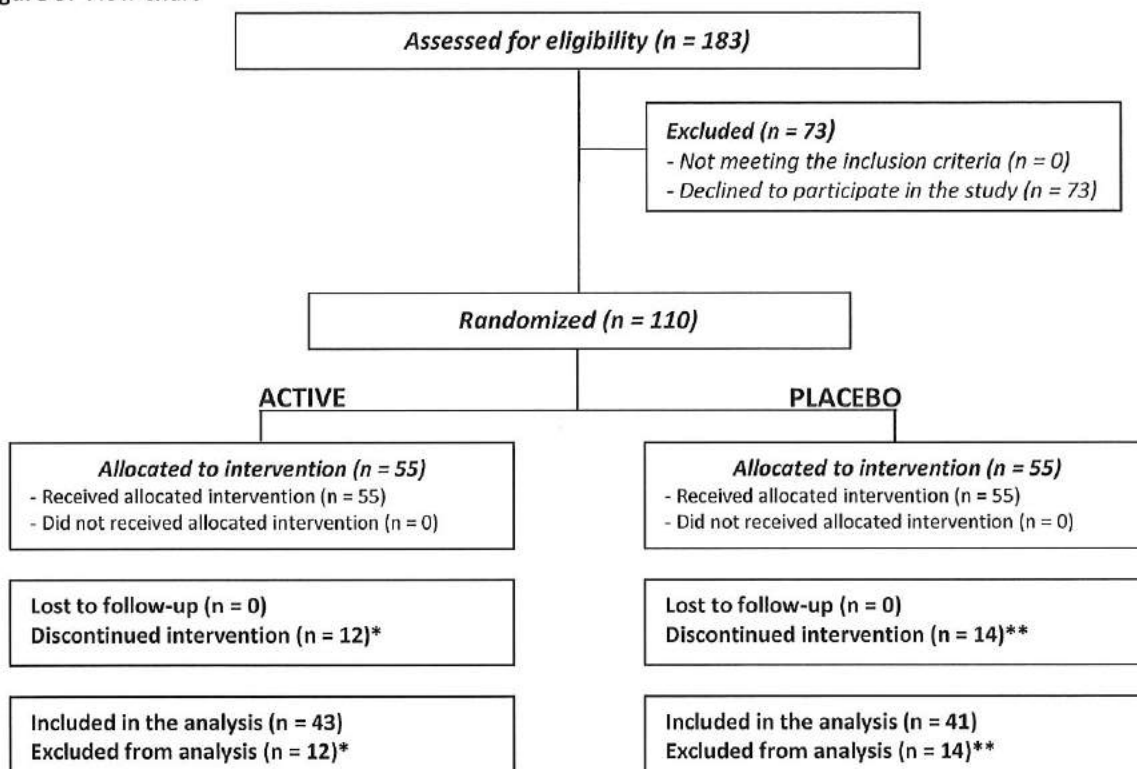 Assessed for eligibility (n = 183)
Excluded (n = 73)
- Not meeting the inclusion criteria (n = 0)
- Declined to participate in the study (n = 73)
Randomized (n = 110)
ACTIVE
PLACEBO
Allocated to intervention (n = 55)
- Received allocated intervention (n = 55)
- Did not received allocated intervention (n = 0)
Allocated to intervention (n = 55)
- Received allocated intervention (n = 55)
- Did not received allocated intervention (n = 0)
Lost to follow-up (n = 0)
Discontinued intervention (n = 12)*
Lost to follow-up (n = 0)
Discontinued intervention (n = 14)**
Included in the analysis (n = 43)
Excluded from analysis (n = 12)*
Included in the analysis (n = 41)
Excluded from analysis (n = 14)**